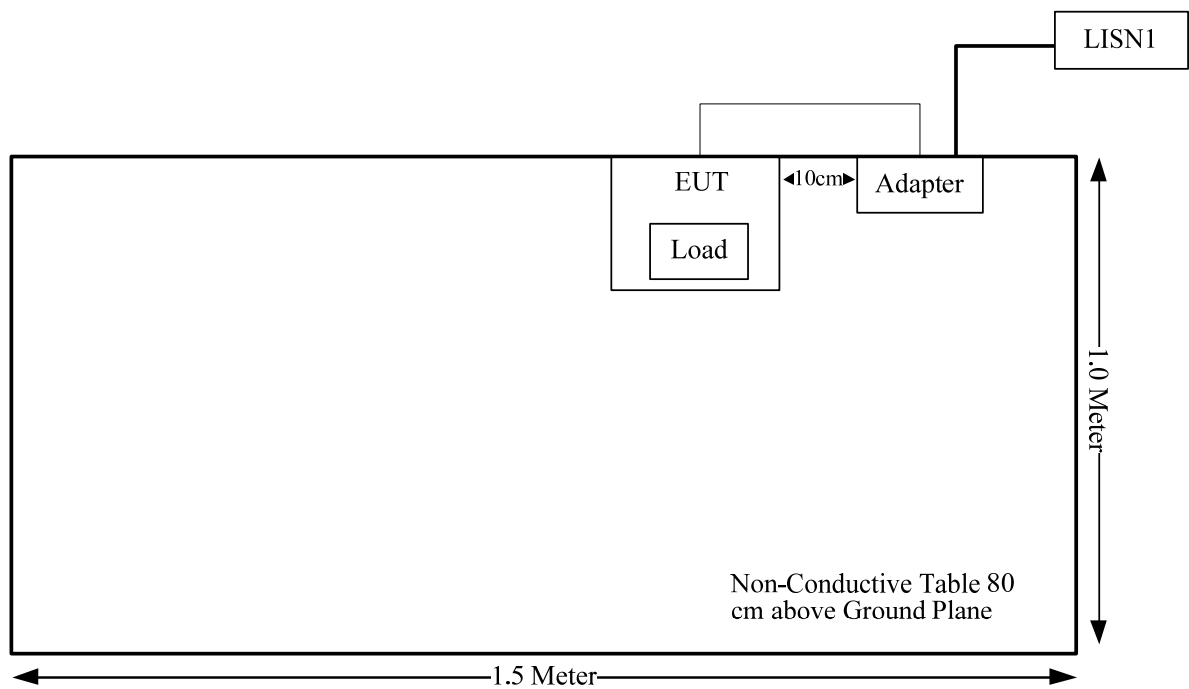 LISN1
EUT
10cm
Adapter
Load
1.0 Meter
Non-Conductive Table 80
cm above Ground Plane
1.5 Meter